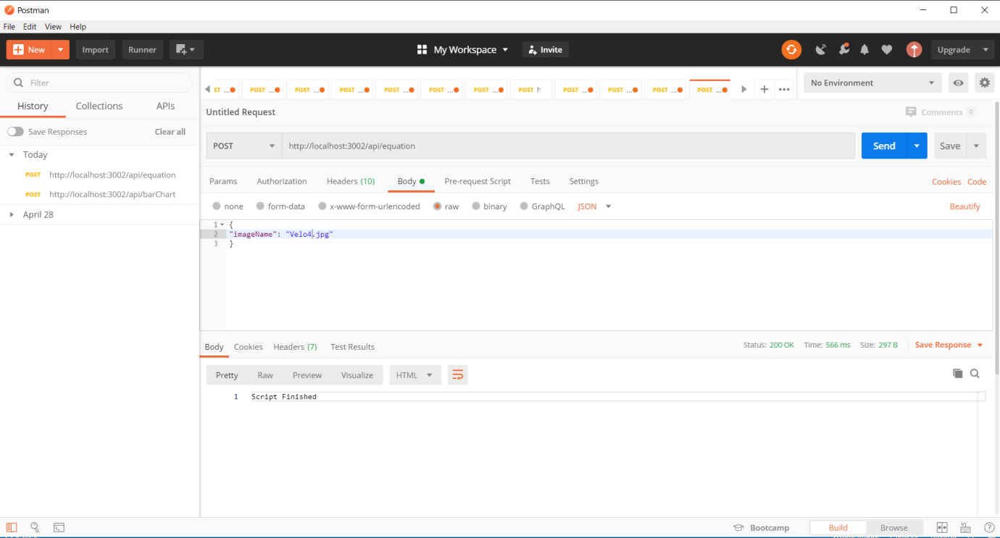 Postman
File Edit View Help
New Import Runner My Workspace Invite Upgrade
Filter
History Collections APIs
Save Responses Clear all
Today
POST http://localhost:3002/api/equation
POST http://localhost:3002/api/barChart
April 28
ST ... POST ... POST ... POST ... POST ... POST ... POST ... POST h POST ... POST ... POST ... POST ...
No Environment
Untitled Request Comments 0
POST http://localhost:3002/api/equation Send Save
Params Authorization Headers (10) Body Pre-request Script Tests Settings Cookies Code
none form-data x-www-form-urlencoded raw binary GraphQL JSON Beautify
1 {
2 "imageName": "Velo4.jpg"
3 }
Body Cookies Headers (7) Test Results Status: 200 OK Time: 566 ms Size: 297 B Save Response
Pretty Raw Preview Visualize HTML
1 Script Finished
Bootcamp Build Browse